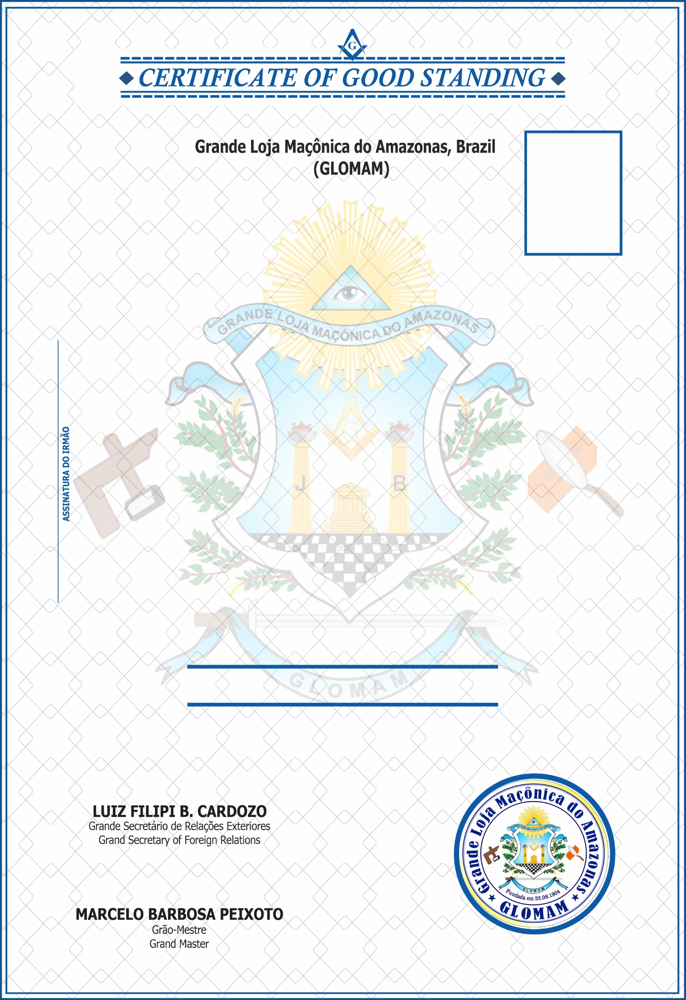 G
CERTIFICATE OF GOOD STANDING
Grande Loja Maçônica do Amazonas, Brazil
(GLOMAM)
GRANDE LOJA MAÇÔNICA DO AMAZONAS
G
J B
ASSINATURA DO IRMÃO
GLOMAM
LUIZ FILIPI B. CARDOZO
Grande Secretário de Relações Exteriores
Grand Secretary of Foreign Relations
MARCELO BARBOSA PEIXOTO
Grão-Mestre
Grand Master
Grande Loja Maçônica do Amazonas
GRANDE LOJA MAÇÔNICA DO AMAZONAS
J B
GLOMAM
Fundada em 22.09.1904
GLOMAM